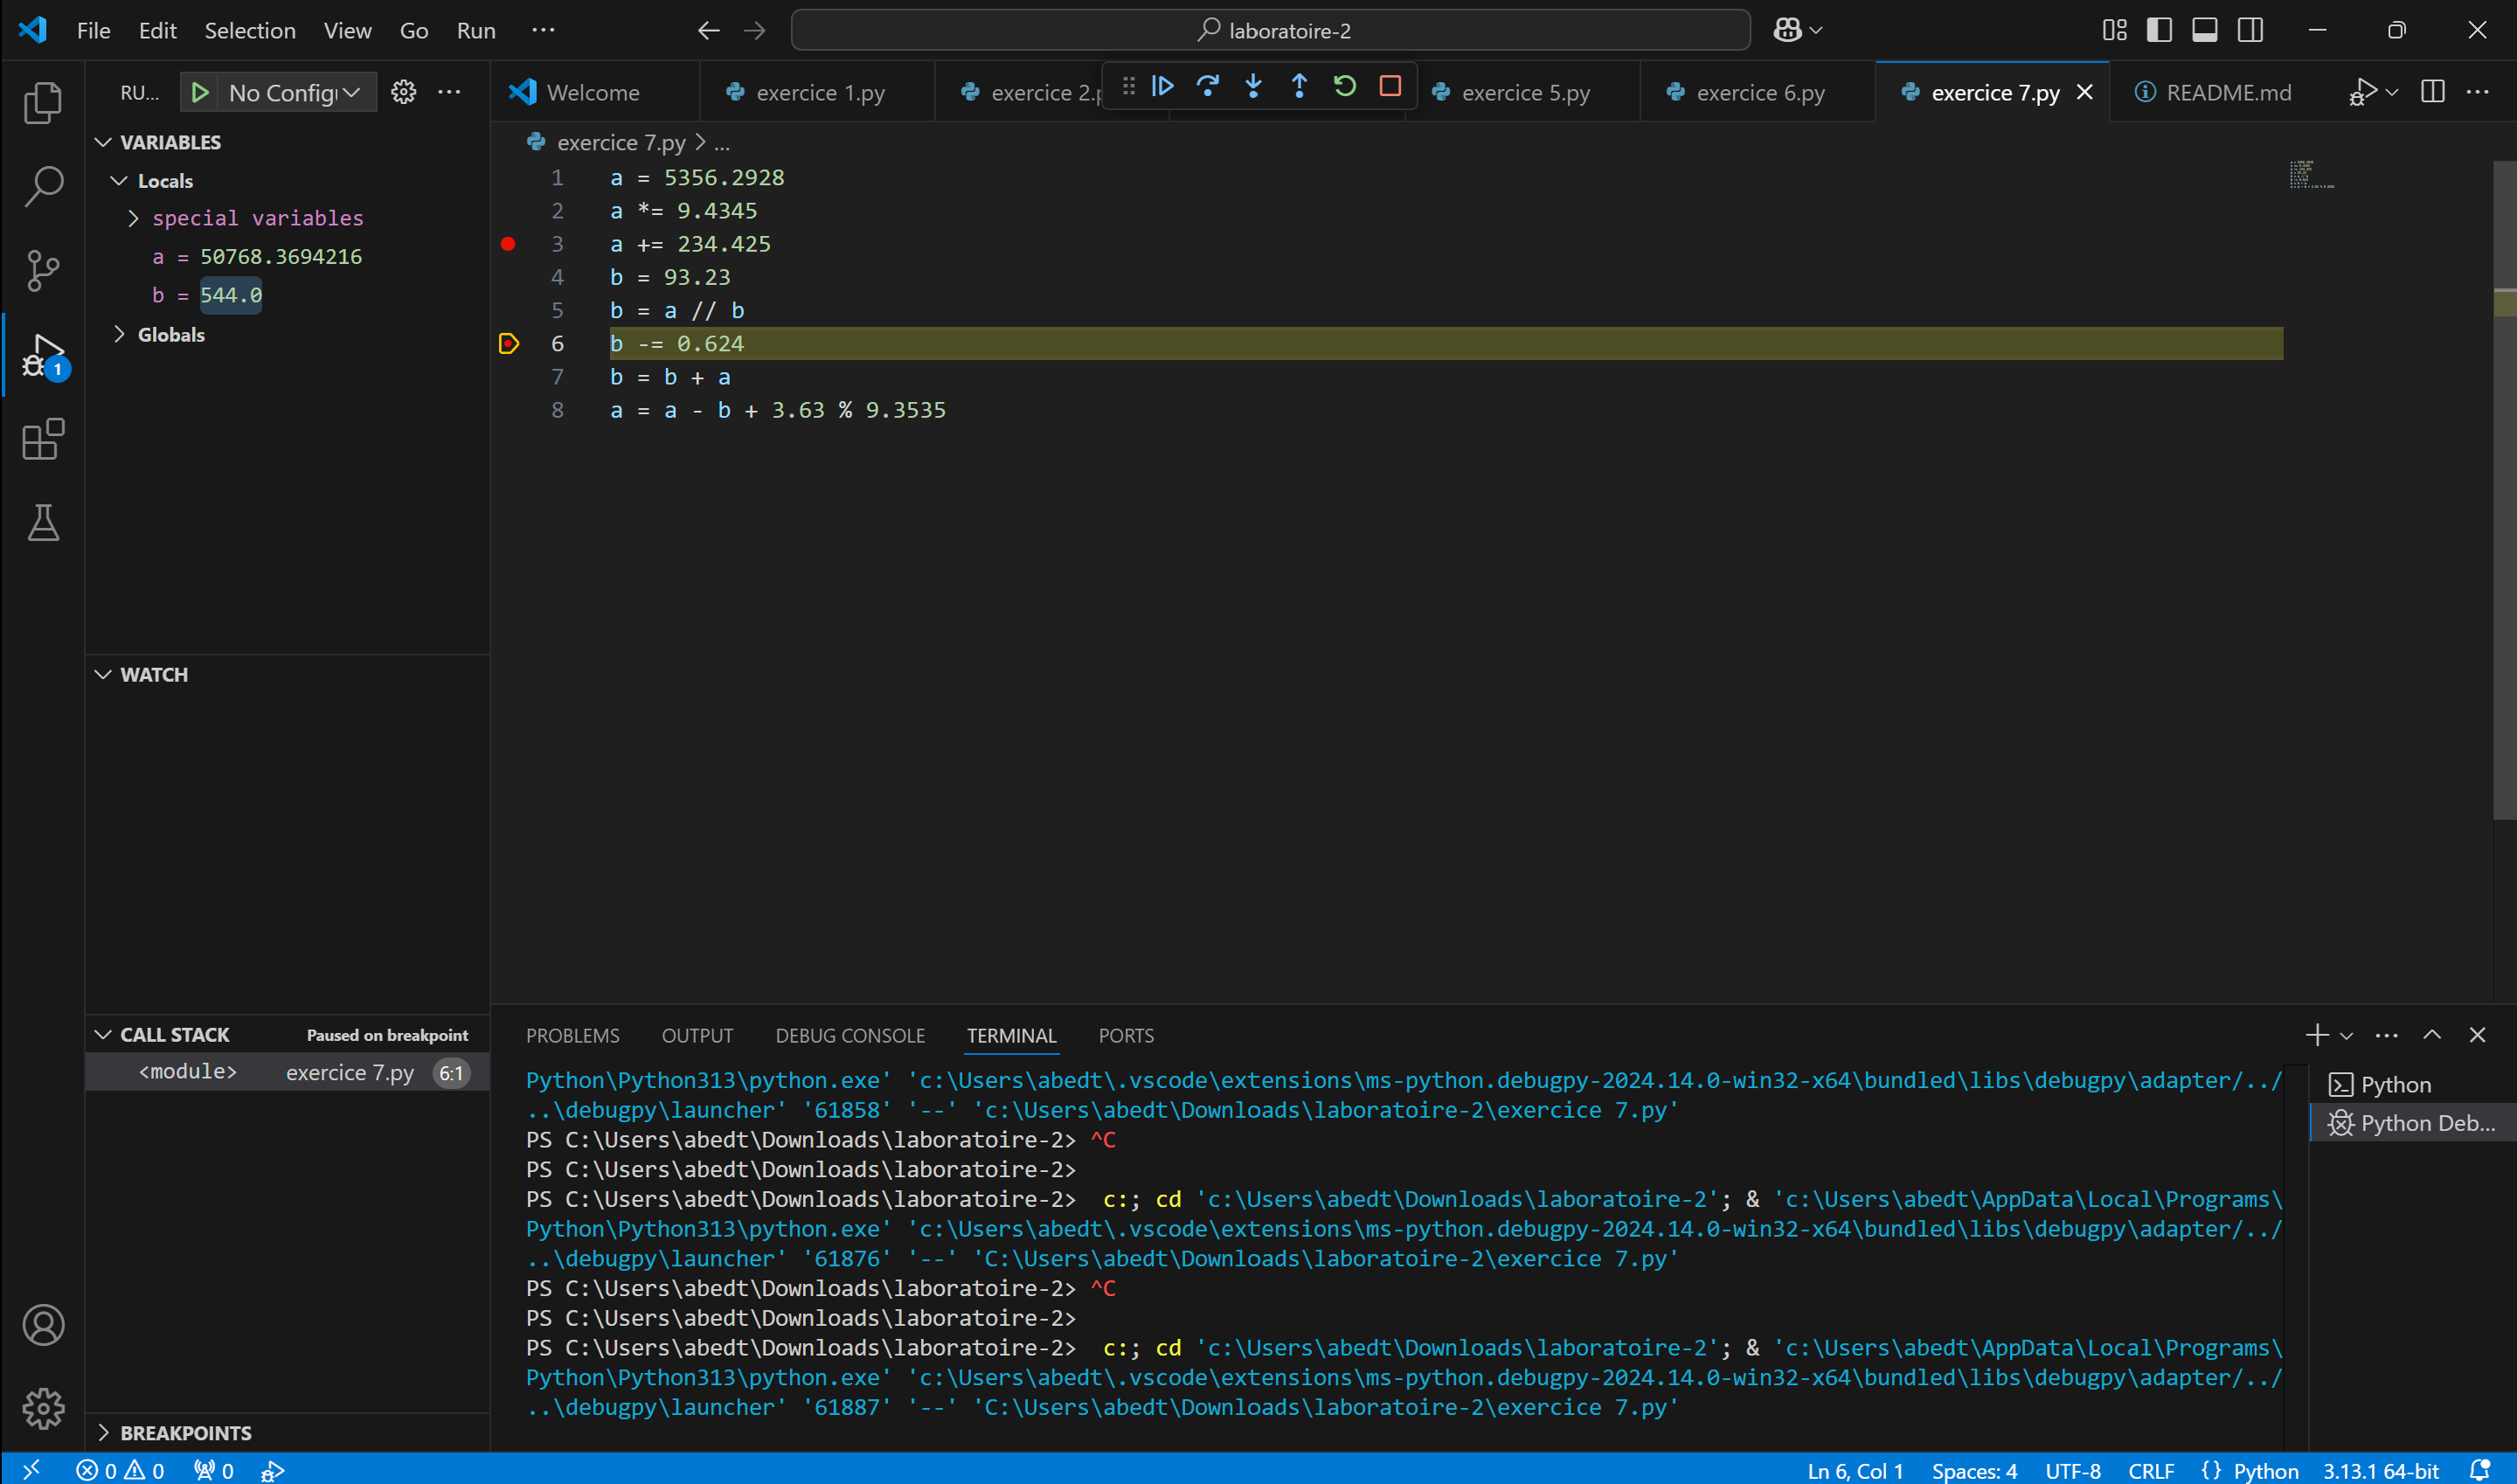 File Edit Selection View Go Run ··· laboratoire-2
RU... No Config
Welcome exercice 1.py exercice 2.p exercice 5.py exercice 6.py exercice 7.py README.md
VARIABLES
Locals
special variables
a = 50768.3694216
b = 544.0
Globals
WATCH
CALL STACK Paused on breakpoint
<module> exercice 7.py 6:1
BREAKPOINTS
exercice 7.py > ...
1 a = 5356.2928
2 a *= 9.4345
3 a += 234.425
4 b = 93.23
5 b = a // b
6 b -= 0.624
7 b = b + a
8 a = a - b + 3.63 % 9.3535
PROBLEMS OUTPUT DEBUG CONSOLE TERMINAL PORTS
Python\Python313\python.exe' 'c:\Users\abedt\.vscode\extensions\ms-python.debugpy-2024.14.0-win32-x64\bundled\libs\debugpy\adapter/../
..\debugpy\launcher' '61858' '--' 'c:\Users\abedt\Downloads\laboratoire-2\exercice 7.py'
PS C:\Users\abedt\Downloads\laboratoire-2> ^C
PS C:\Users\abedt\Downloads\laboratoire-2>
PS C:\Users\abedt\Downloads\laboratoire-2>  c:; cd 'c:\Users\abedt\Downloads\laboratoire-2'; & 'c:\Users\abedt\AppData\Local\Programs\
Python\Python313\python.exe' 'c:\Users\abedt\.vscode\extensions\ms-python.debugpy-2024.14.0-win32-x64\bundled\libs\debugpy\adapter/../
..\debugpy\launcher' '61876' '--' 'C:\Users\abedt\Downloads\laboratoire-2\exercice 7.py'
PS C:\Users\abedt\Downloads\laboratoire-2> ^C
PS C:\Users\abedt\Downloads\laboratoire-2>
PS C:\Users\abedt\Downloads\laboratoire-2>  c:; cd 'c:\Users\abedt\Downloads\laboratoire-2'; & 'c:\Users\abedt\AppData\Local\Programs\
Python\Python313\python.exe' 'c:\Users\abedt\.vscode\extensions\ms-python.debugpy-2024.14.0-win32-x64\bundled\libs\debugpy\adapter/../
..\debugpy\launcher' '61887' '--' 'C:\Users\abedt\Downloads\laboratoire-2\exercice 7.py'
Python
Python Deb...
1
0 0 0 Ln 6, Col 1 Spaces: 4 UTF-8 CRLF {} Python 3.13.1 64-bit